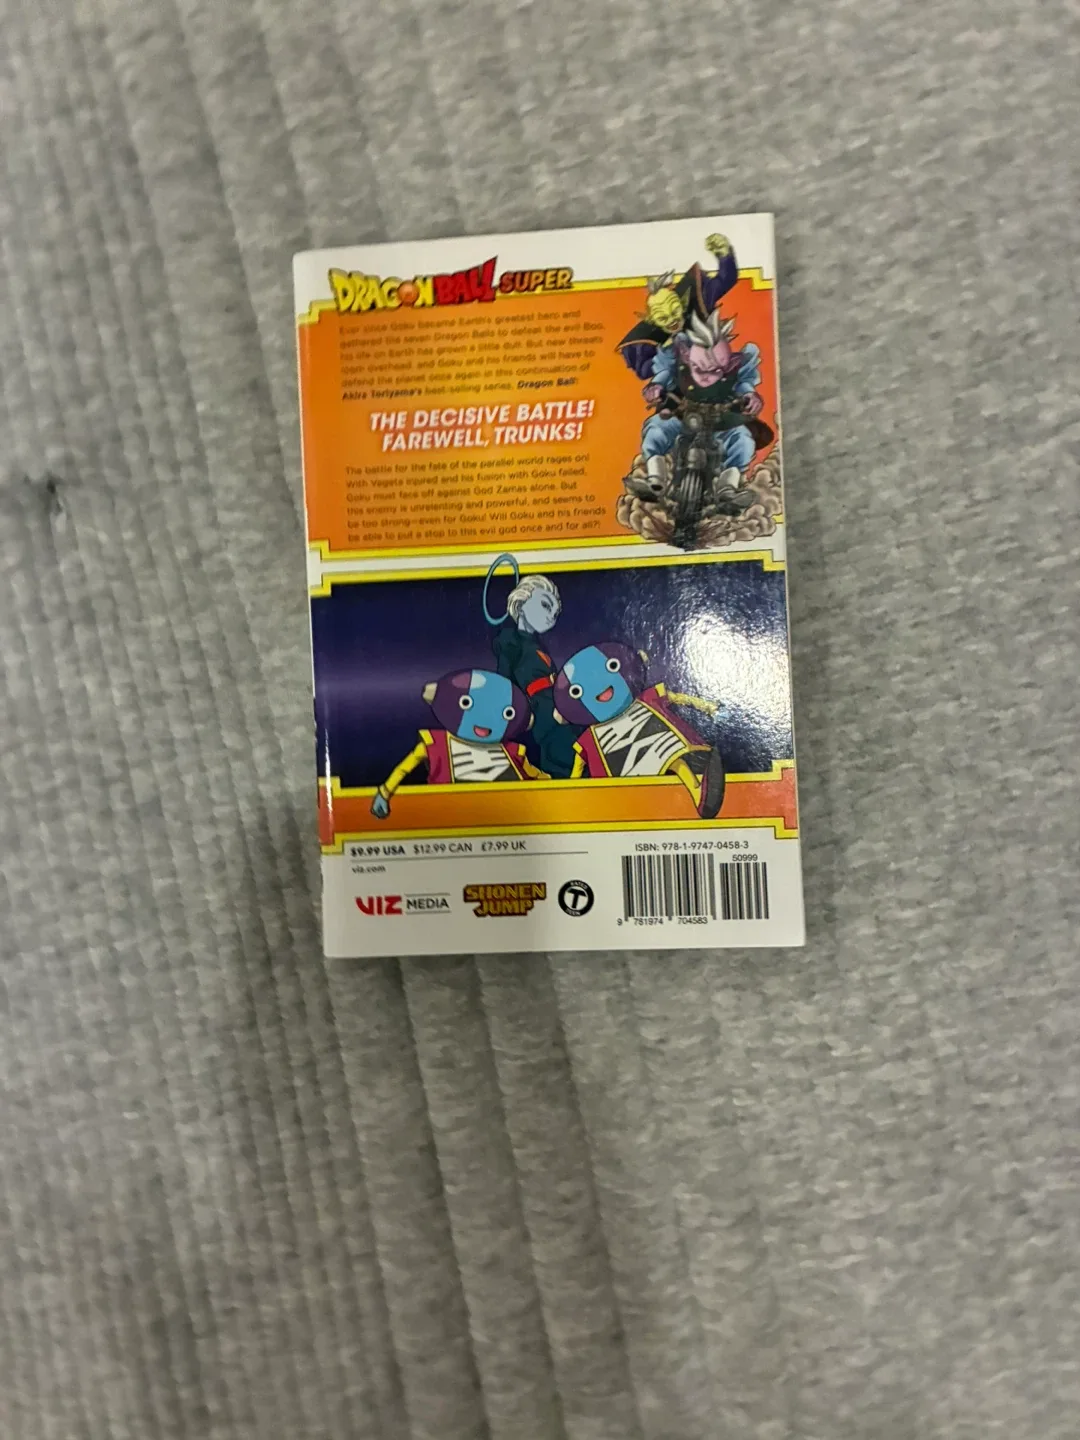 DRAGON BALL SUPER
Ever since Goku became Earth's greatest hero and
gathered the seven Dragon Balls to defeat the evil Boo,
his life on Earth has grown a little dull. But new threats
loom overhead, and Goku and his friends will have to
defend the planet once again in this continuation of
Akira Toriyama's best-selling series, Dragon Ball!
THE DECISIVE BATTLE!
FAREWELL, TRUNKS!
The battle for the fate of the parallel world rages on!
With Vegeta injured and his fusion with Goku failed,
Goku must face off against God Zamas alone. But
this enemy is unrelenting and powerful, and seems to
be too strong—even for Goku! Will Goku and his friends
be able to put a stop to this evil god once and for all?!
$9.99 USA $12.99 CAN £7.99 UK
viz.com
VIZ MEDIA
SHONEN
JUMP
RATED
T
TEEN
ISBN: 978-1-9747-0458-3
50999
9 781974 704583